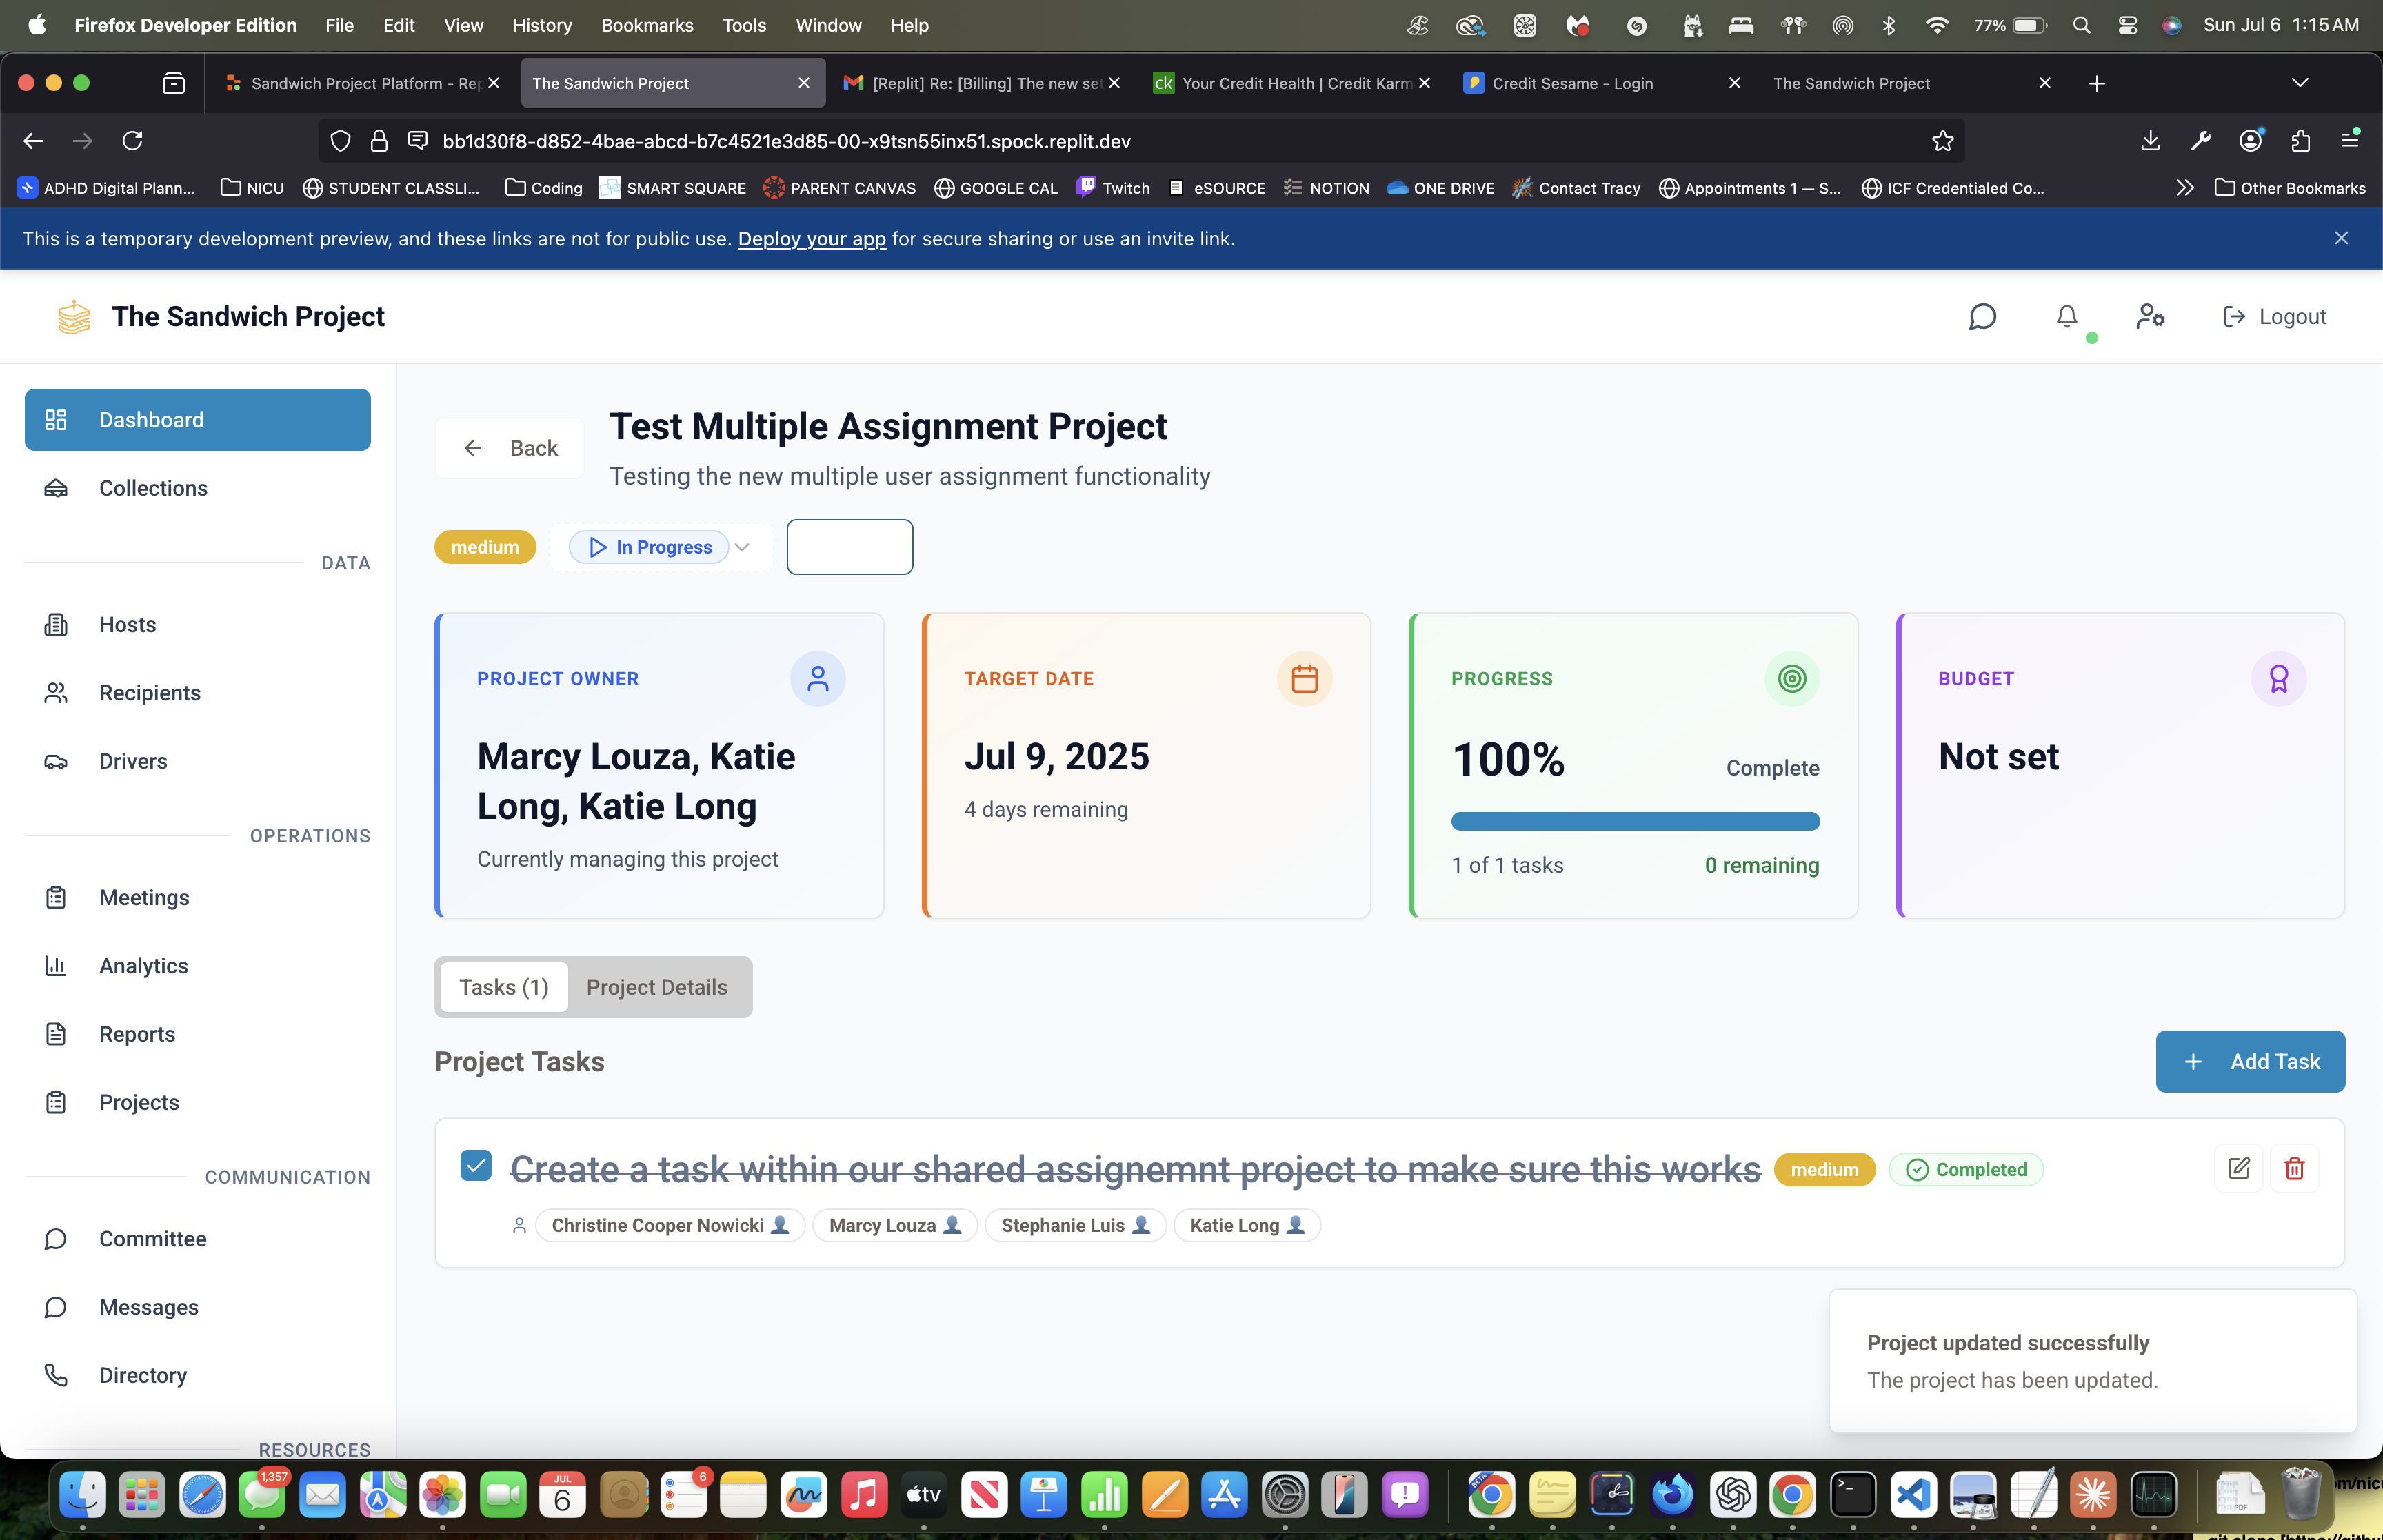 Firefox Developer Edition File Edit View History Bookmarks Tools Window Help 77% Sun Jul 6 1:15 AM
Sandwich Project Platform - Rep The Sandwich Project [Replit] Re: [Billing] The new set ck Your Credit Health | Credit Karm Credit Sesame - Login The Sandwich Project
bb1d30f8-d852-4bae-abcd-b7c4521e3d85-00-x9tsn55inx51.spock.replit.dev
ADHD Digital Plann... NICU STUDENT CLASSLI... Coding SMART SQUARE PARENT CANVAS GOOGLE CAL Twitch eSOURCE NOTION ONE DRIVE Contact Tracy Appointments 1 — S... ICF Credentialed Co... Other Bookmarks
This is a temporary development preview, and these links are not for public use. Deploy your app for secure sharing or use an invite link.
The Sandwich Project
Logout
Dashboard
Collections
DATA
Hosts
Recipients
Drivers
OPERATIONS
Meetings
Analytics
Reports
Projects
COMMUNICATION
Committee
Messages
Directory
RESOURCES
Back
Test Multiple Assignment Project
Testing the new multiple user assignment functionality
medium In Progress
PROJECT OWNER
Marcy Louza, Katie
Long, Katie Long
Currently managing this project
TARGET DATE
Jul 9, 2025
4 days remaining
PROGRESS
100% Complete
1 of 1 tasks 0 remaining
BUDGET
Not set
Tasks (1) Project Details
Project Tasks
Add Task
Create a task within our shared assignemnt project to make sure this works medium Completed
Christine Cooper Nowicki Marcy Louza Stephanie Luis Katie Long
Project updated successfully
The project has been updated.
1,357
JUL
6
6
tv
BETA
PDF